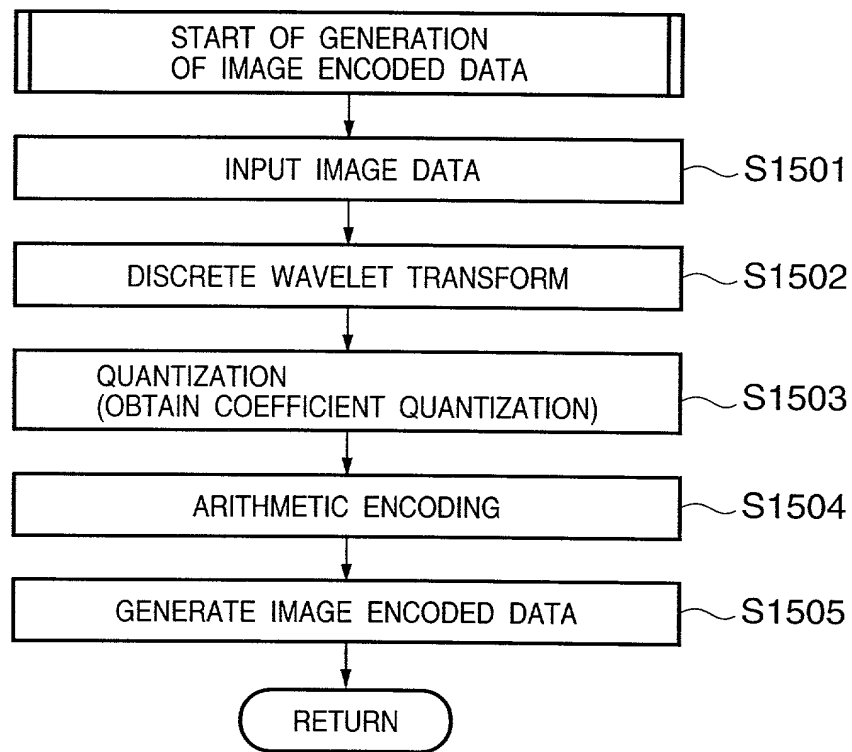 START OF GENERATION
OF IMAGE ENCODED DATA
INPUT IMAGE DATA
S1501
DISCRETE WAVELET TRANSFORM
S1502
QUANTIZATION
(OBTAIN COEFFICIENT QUANTIZATION)
S1503
ARITHMETIC ENCODING
S1504
GENERATE IMAGE ENCODED DATA
S1505
RETURN